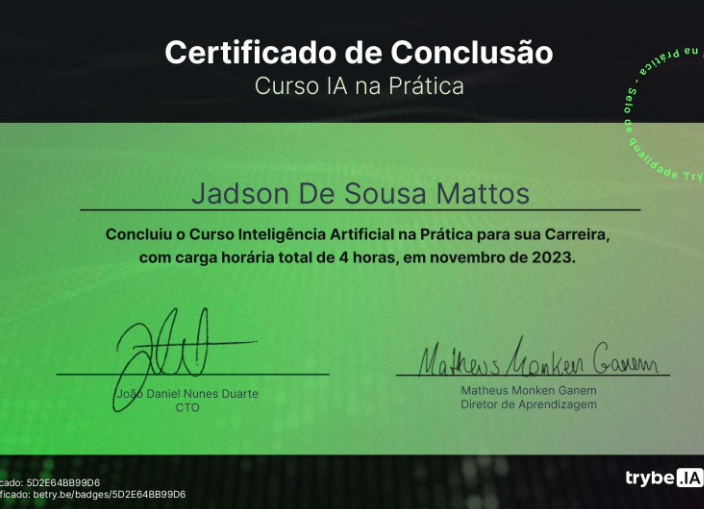 Certificado de Conclusão
Curso IA na Prática
na Prática - Selo de qualidade Try
Jadson De Sousa Mattos
Concluiu o Curso Inteligência Artificial na Prática para sua Carreira,
com carga horária total de 4 horas, em novembro de 2023.
Matheus Monken Ganem
João Daniel Nunes Duarte
CTO
Matheus Monken Ganem
Diretor de Aprendizagem
cado: 5D2E64BB99D6
ficado: betry.be/badges/5D2E64BB99D6
trybe.IA